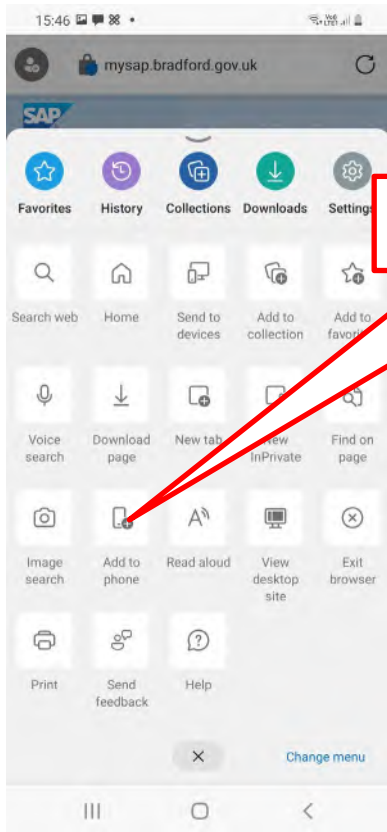 15:46
mysap.bradford.gov.uk
SAP
Favorites History Collections Downloads Settings
Search web Home Send to devices Add to collection Add to
Voice search Download page New tab New InPrivate Find on page
Image search Add to phone Read aloud View desktop site Exit browser
Print Send feedback Help
Change menu